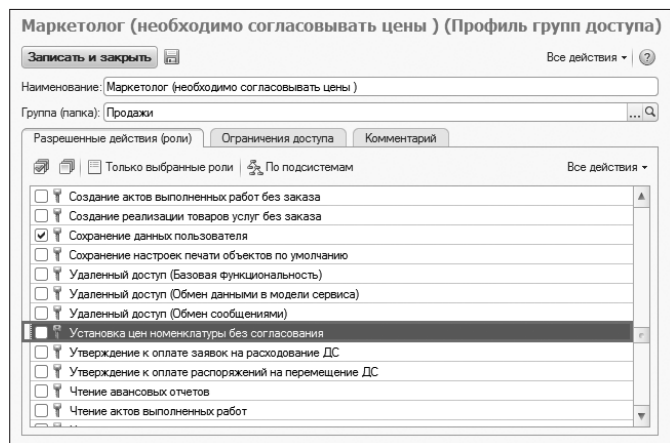 Маркетолог (необходимо согласовывать цены ) (Профиль групп доступа)
Записать и закрыть Все действия ?
Наименование: Маркетолог (необходимо согласовывать цены )
Группа (папка): Продажи ...
Разрешенные действия (роли) Ограничения доступа Комментарий
Только выбранные роли По подсистемам Все действия
Создание актов выполненных работ без заказа
Создание реализации товаров услуг без заказа
Сохранение данных пользователя
Сохранение настроек печати объектов по умолчанию
Удаленный доступ (Базовая функциональность)
Удаленный доступ (Обмен данными в модели сервиса)
Удаленный доступ (Обмен сообщениями)
Установка цен номенклатуры без согласования
Утверждение к оплате заявок на расходование ДС
Утверждение к оплате распоряжений на перемещение ДС
Чтение авансовых отчетов
Чтение актов выполненных работ